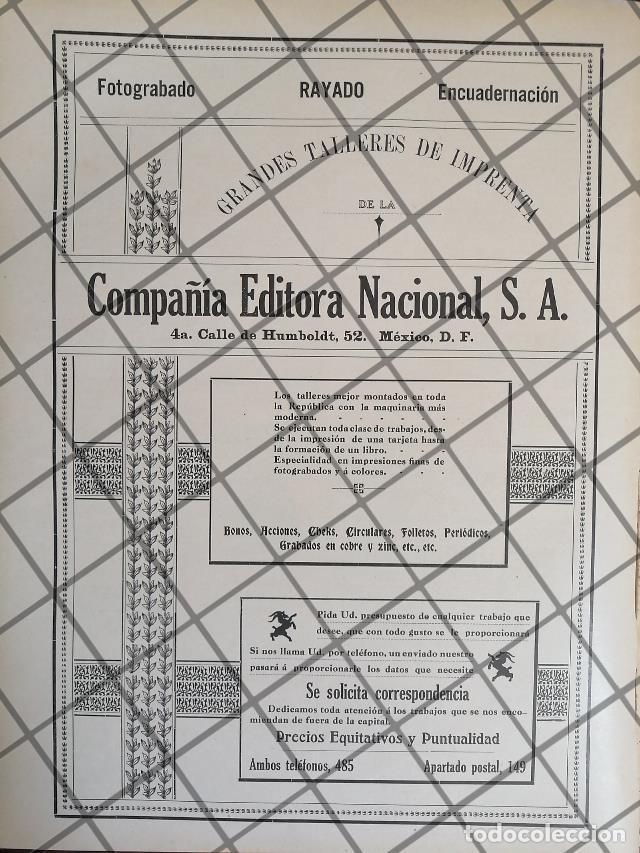 Fotograbado RAYADO Encuadernación
GRANDES TALLERES DE IMPRENTA
DE LA
Compañía Editora Nacional, S. A.
4a. Calle de Humboldt, 52. México, D. F.
Los talleres mejor montados en toda
la República con la maquinaria más
moderna. - - - - - -
Se ejecutan toda clase de trabajos, des-
de la impresión de una tarjeta hasta
la formación de un libro. - - -
Especialidad en impresiones finas de
fotograbados y á colores. - - -
Bonos, Acciones, Cheks, Circulares, Folletos, Periódicos,
Grabados en cobre y zinc, etc., etc.
Pida Ud. presupuesto de cualquier trabajo que
desee, que con todo gusto se le proporcionará
Si nos llama Ud. por teléfono, un enviado nuestro
pasará á proporcionarle los datos que necesite
Se solicita correspondencia
Dedicamos toda atención á los trabajos que se nos enco-
miendan de fuera de la capital.
Precios Equitativos y Puntualidad
Ambos teléfonos, 485 Apartado postal, 149
todocoleccion